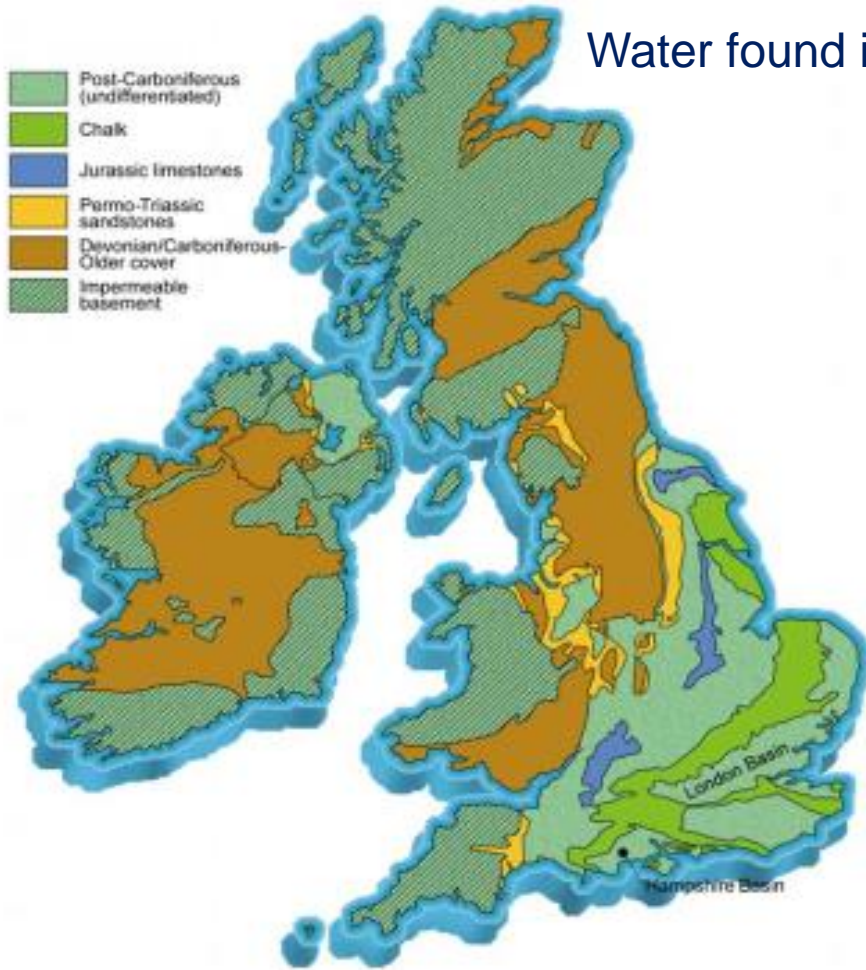 Water found i
Post-Carboniferous
(undifferentiated)
Chalk
Jurassic limestones
Permo-Triassic
sandstones
Devonian/Carboniferous-
Older cover
Impermeable
basement
London Basin
Hampshire Basin